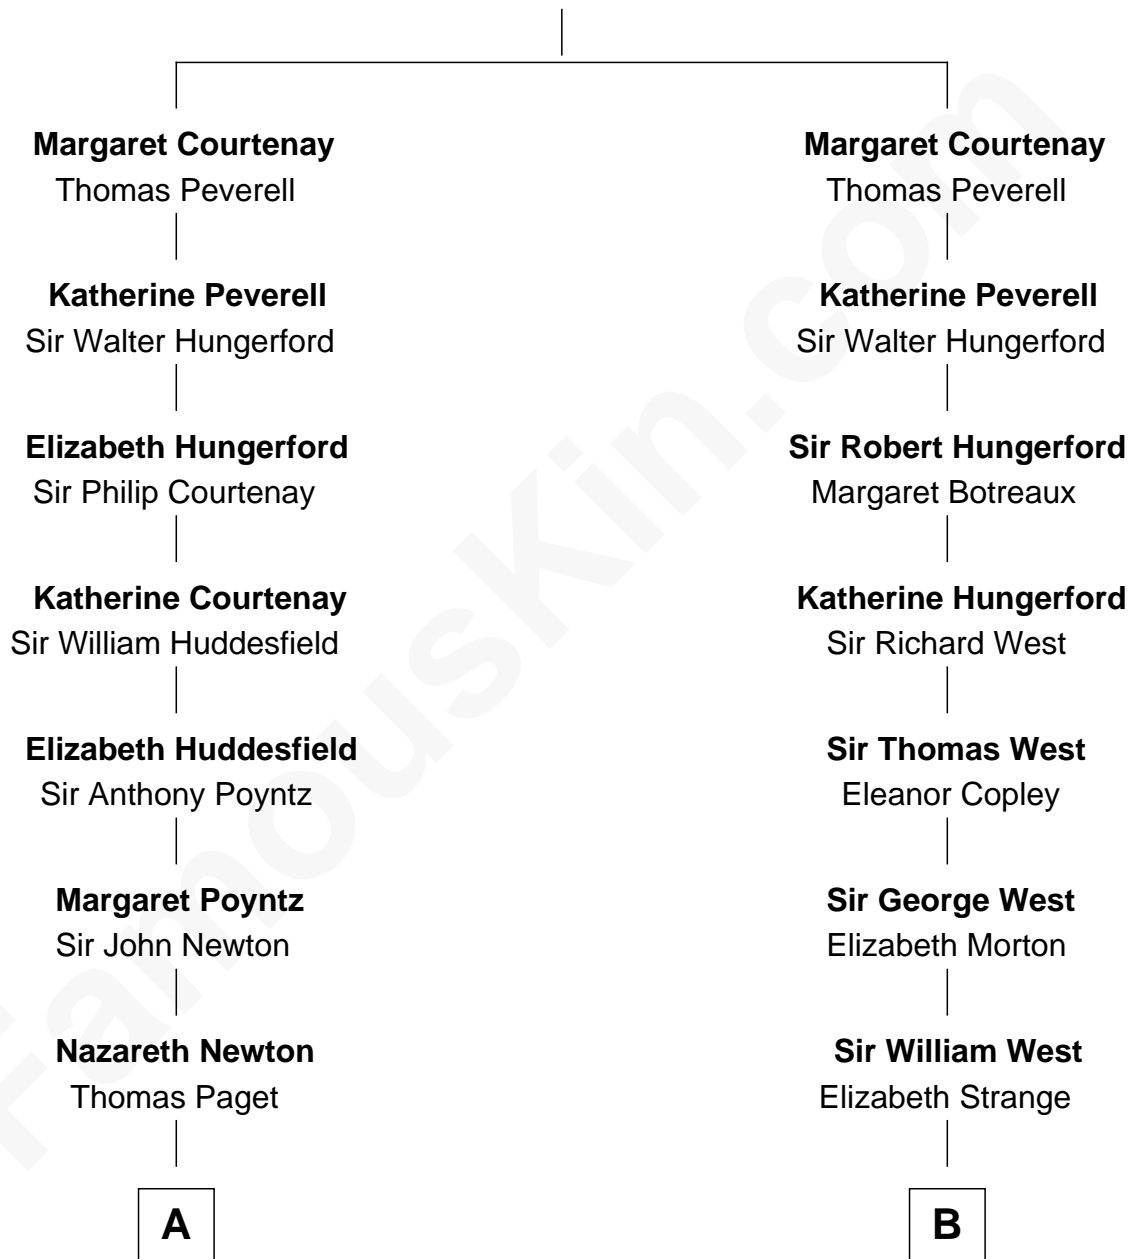 Margaret Courtenay
Thomas Peverell
Katherine Peverell
Sir Walter Hungerford
Elizabeth Hungerford
Sir Philip Courtenay
Katherine Courtenay
Sir William Huddesfield
Elizabeth Huddesfield
Sir Anthony Poyntz
Margaret Poyntz
Sir John Newton
Nazareth Newton
Thomas Paget
A
Margaret Courtenay
Thomas Peverell
Katherine Peverell
Sir Walter Hungerford
Sir Robert Hungerford
Margaret Botreaux
Katherine Hungerford
Sir Richard West
Sir Thomas West
Eleanor Copley
Sir George West
Elizabeth Morton
Sir William West
Elizabeth Strange
B
FamousKin.com